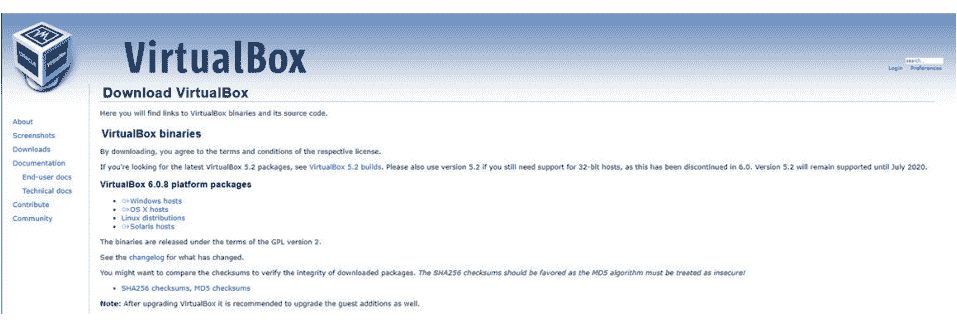 VirtualBox
search
Login Preferences
Download VirtualBox
Here you will find links to VirtualBox binaries and its source code.
About
Screenshots
Downloads
Documentation
End-user docs
Technical docs
Contribute
Community
VirtualBox binaries
By downloading, you agree to the terms and conditions of the respective license.
If you're looking for the latest VirtualBox 5.2 packages, see VirtualBox 5.2 builds. Please also use version 5.2 if you still need support for 32-bit hosts, as this has been discontinued in 6.0. Version 5.2 will remain supported until July 2020.
VirtualBox 6.0.8 platform packages
• Windows hosts
• OS X hosts
• Linux distributions
• Solaris hosts
The binaries are released under the terms of the GPL version 2.
See the changelog for what has changed.
You might want to compare the checksums to verify the integrity of downloaded packages. The SHA256 checksums should be favored as the MD5 algorithm must be treated as insecure!
• SHA256 checksums, MD5 checksums
Note: After upgrading VirtualBox it is recommended to upgrade the guest additions as well.